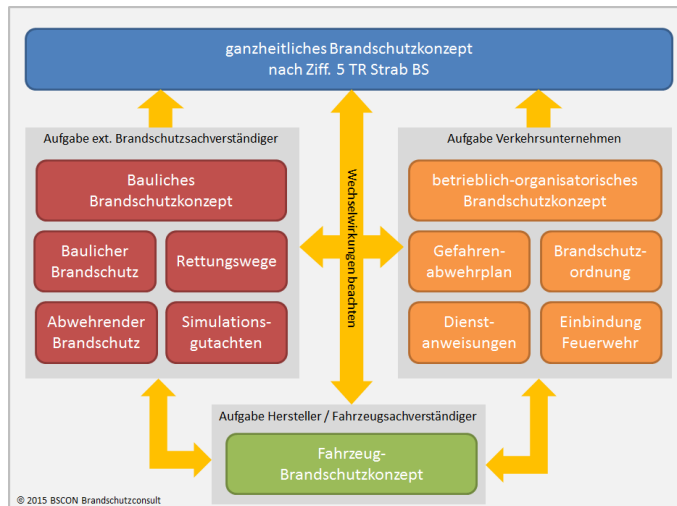 ganzheitliches Brandschutzkonzept
nach Ziff. 5 TR Strab BS
Aufgabe ext. Brandschutzsachverständiger
Bauliches
Brandschutzkonzept
Baulicher
Brandschutz
Rettungswege
Abwehrender
Brandschutz
Simulations-
gutachten
Wechselwirkungen beachten
Aufgabe Verkehrsunternehmen
betrieblich-organisatorisches
Brandschutzkonzept
Gefahren-
abwehrplan
Brandschutz-
ordnung
Dienst-
anweisungen
Einbindung
Feuerwehr
Aufgabe Hersteller / Fahrzeugsachverständiger
Fahrzeug-
Brandschutzkonzept
© 2015 BSCON Brandschutzconsult